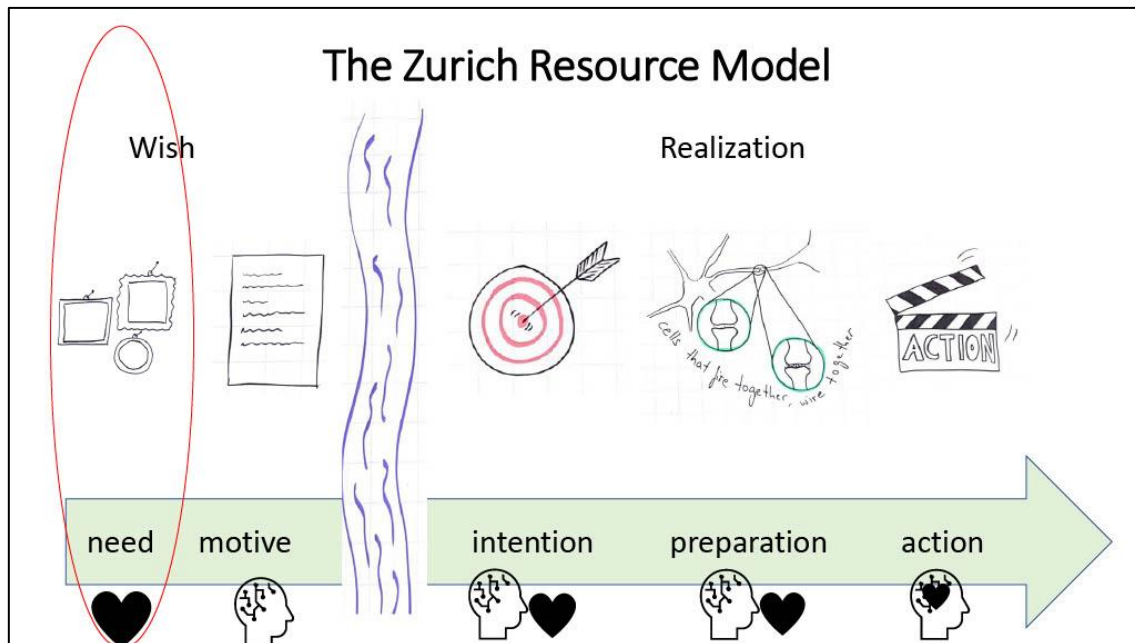 The Zurich Resource Model
Wish
Realization
cells that fire together, wire together
ACTION
need
motive
intention
preparation
action